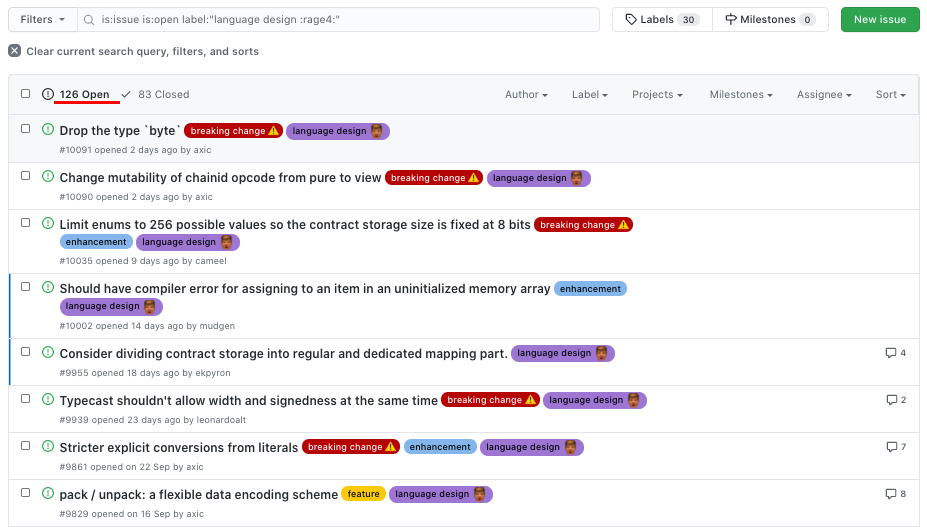 Filters is:issue is:open label:"language design :rage4:" Labels 30 Milestones 0 New issue
Clear current search query, filters, and sorts
126 Open 83 Closed Author Label Projects Milestones Assignee Sort
Drop the type `byte` breaking change language design
#10091 opened 2 days ago by axic
Change mutability of chainid opcode from pure to view breaking change language design
#10090 opened 2 days ago by axic
Limit enums to 256 possible values so the contract storage size is fixed at 8 bits breaking change
enhancement language design
#10035 opened 9 days ago by cameel
Should have compiler error for assigning to an item in an uninitialized memory array enhancement
language design
#10002 opened 14 days ago by mudgen
Consider dividing contract storage into regular and dedicated mapping part. language design 4
#9955 opened 18 days ago by ekpyron
Typecast shouldn't allow width and signedness at the same time breaking change language design 2
#9939 opened 23 days ago by leonardoalt
Stricter explicit conversions from literals breaking change enhancement language design 7
#9861 opened on 22 Sep by axic
pack / unpack: a flexible data encoding scheme feature language design 8
#9829 opened on 16 Sep by axic